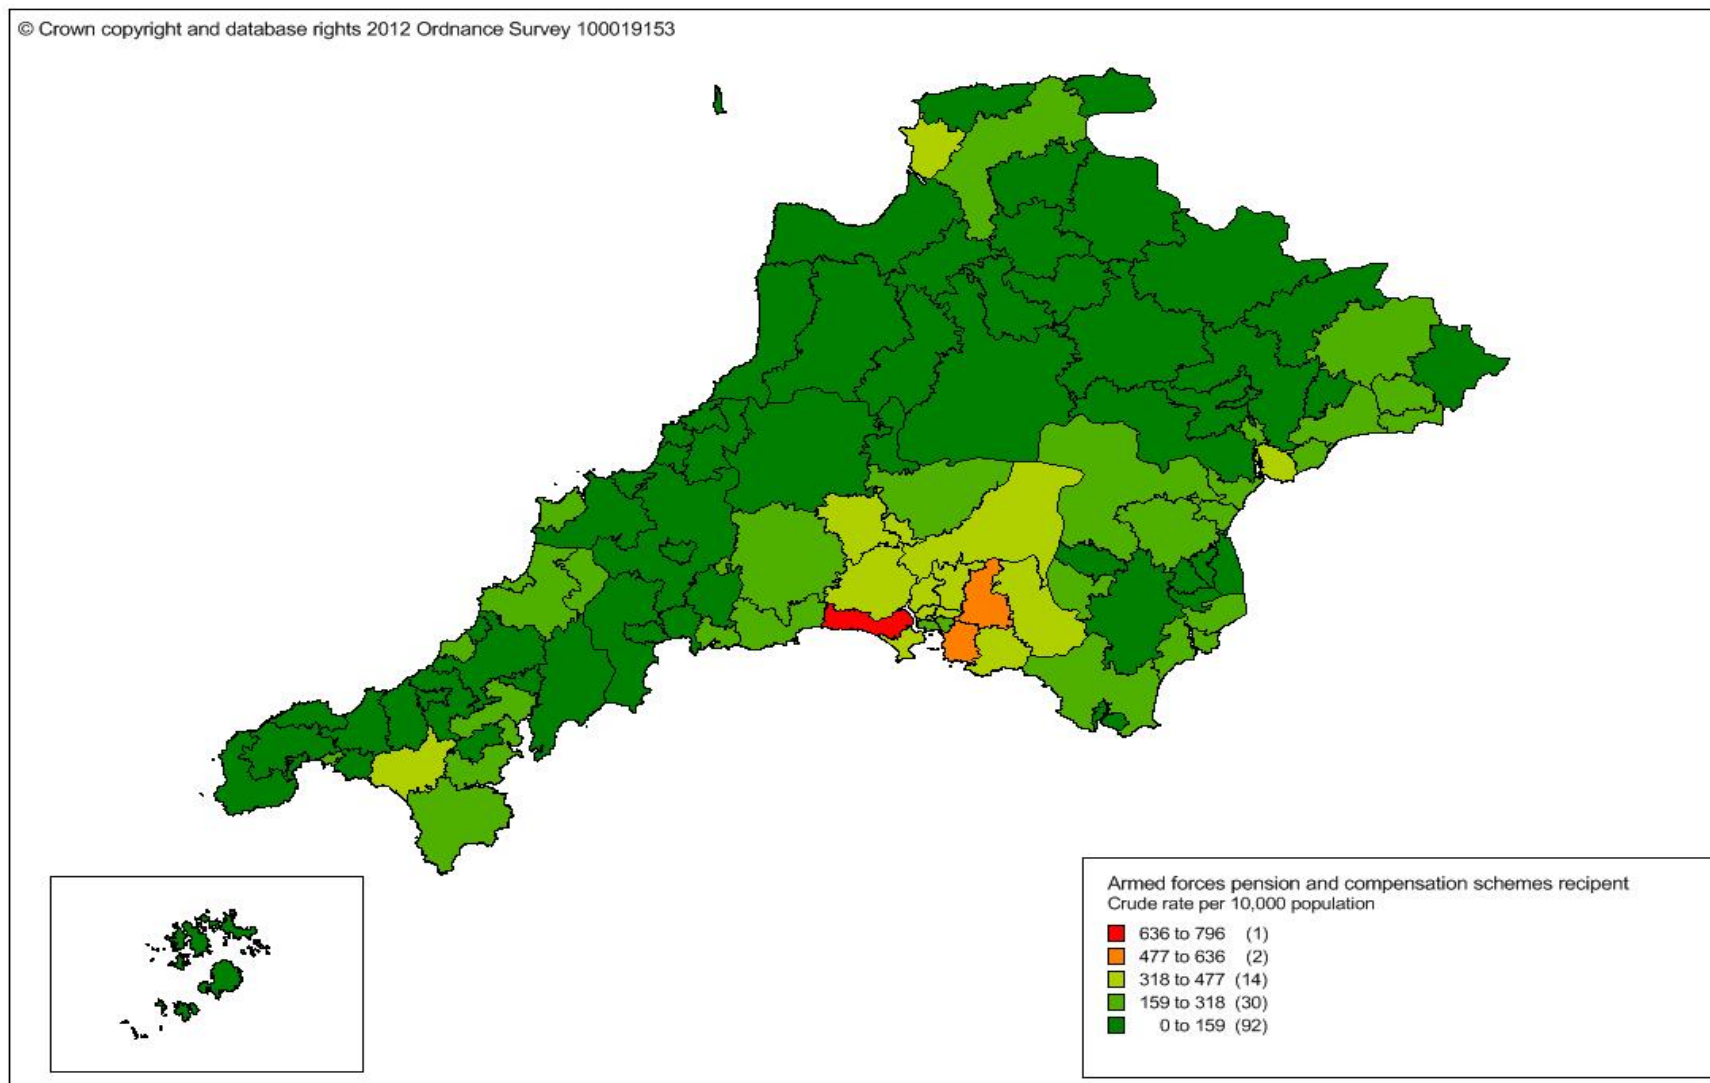 © Crown copyright and database rights 2012 Ordnance Survey 100019153
Armed forces pension and compensation schemes recipent
Crude rate per 10,000 population
636 to 796 (1)
477 to 636 (2)
318 to 477 (14)
159 to 318 (30)
0 to 159 (92)